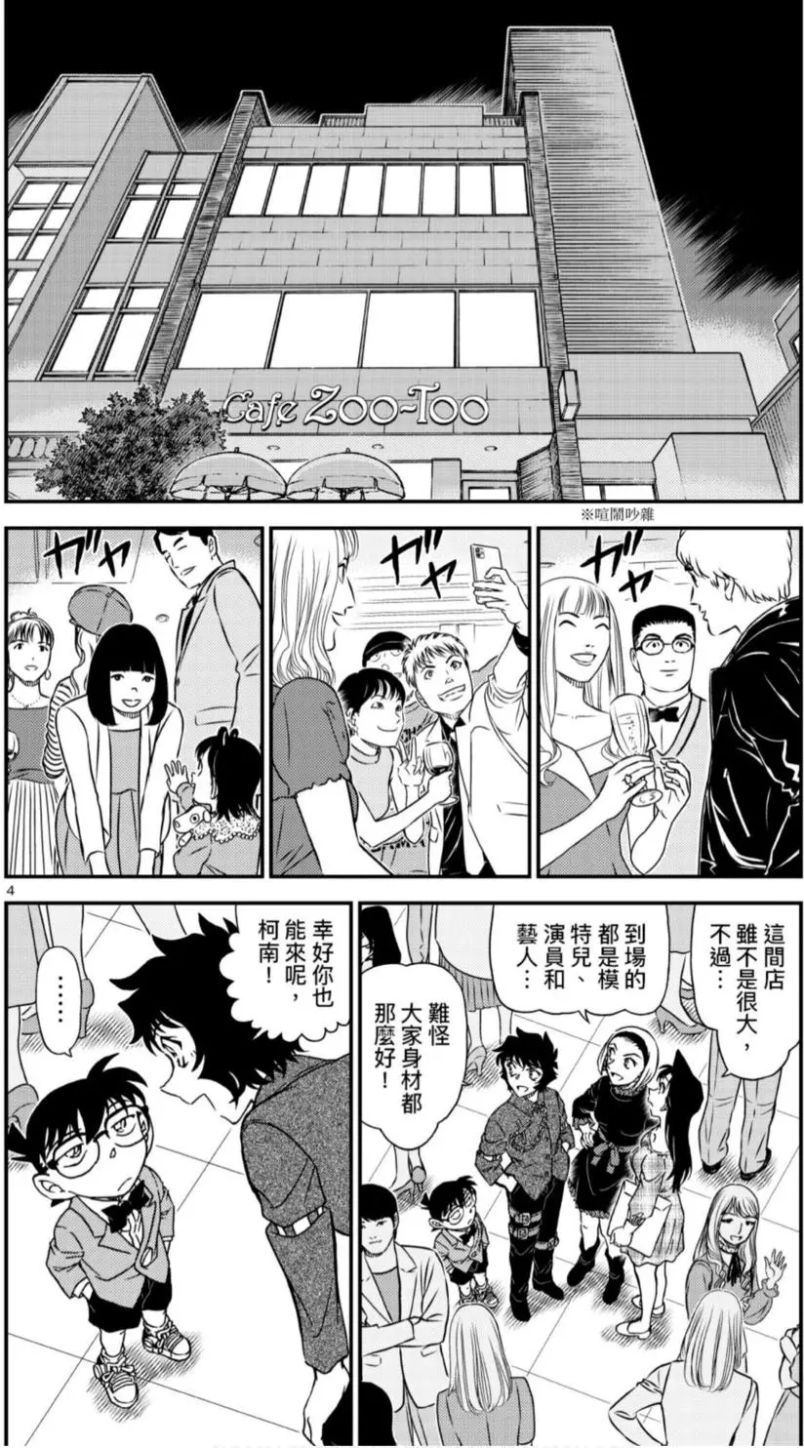 Cafe Zoo-Too
※喧鬧吵雜
ガヤ
ガヤ
ガヤ
4
這間店
雖不是很大，
不過…
到場的
都是模
特兒、
演員和
藝人…
難怪
大家身材都
那麼好！
幸好你也
能來呢，
柯南！
……